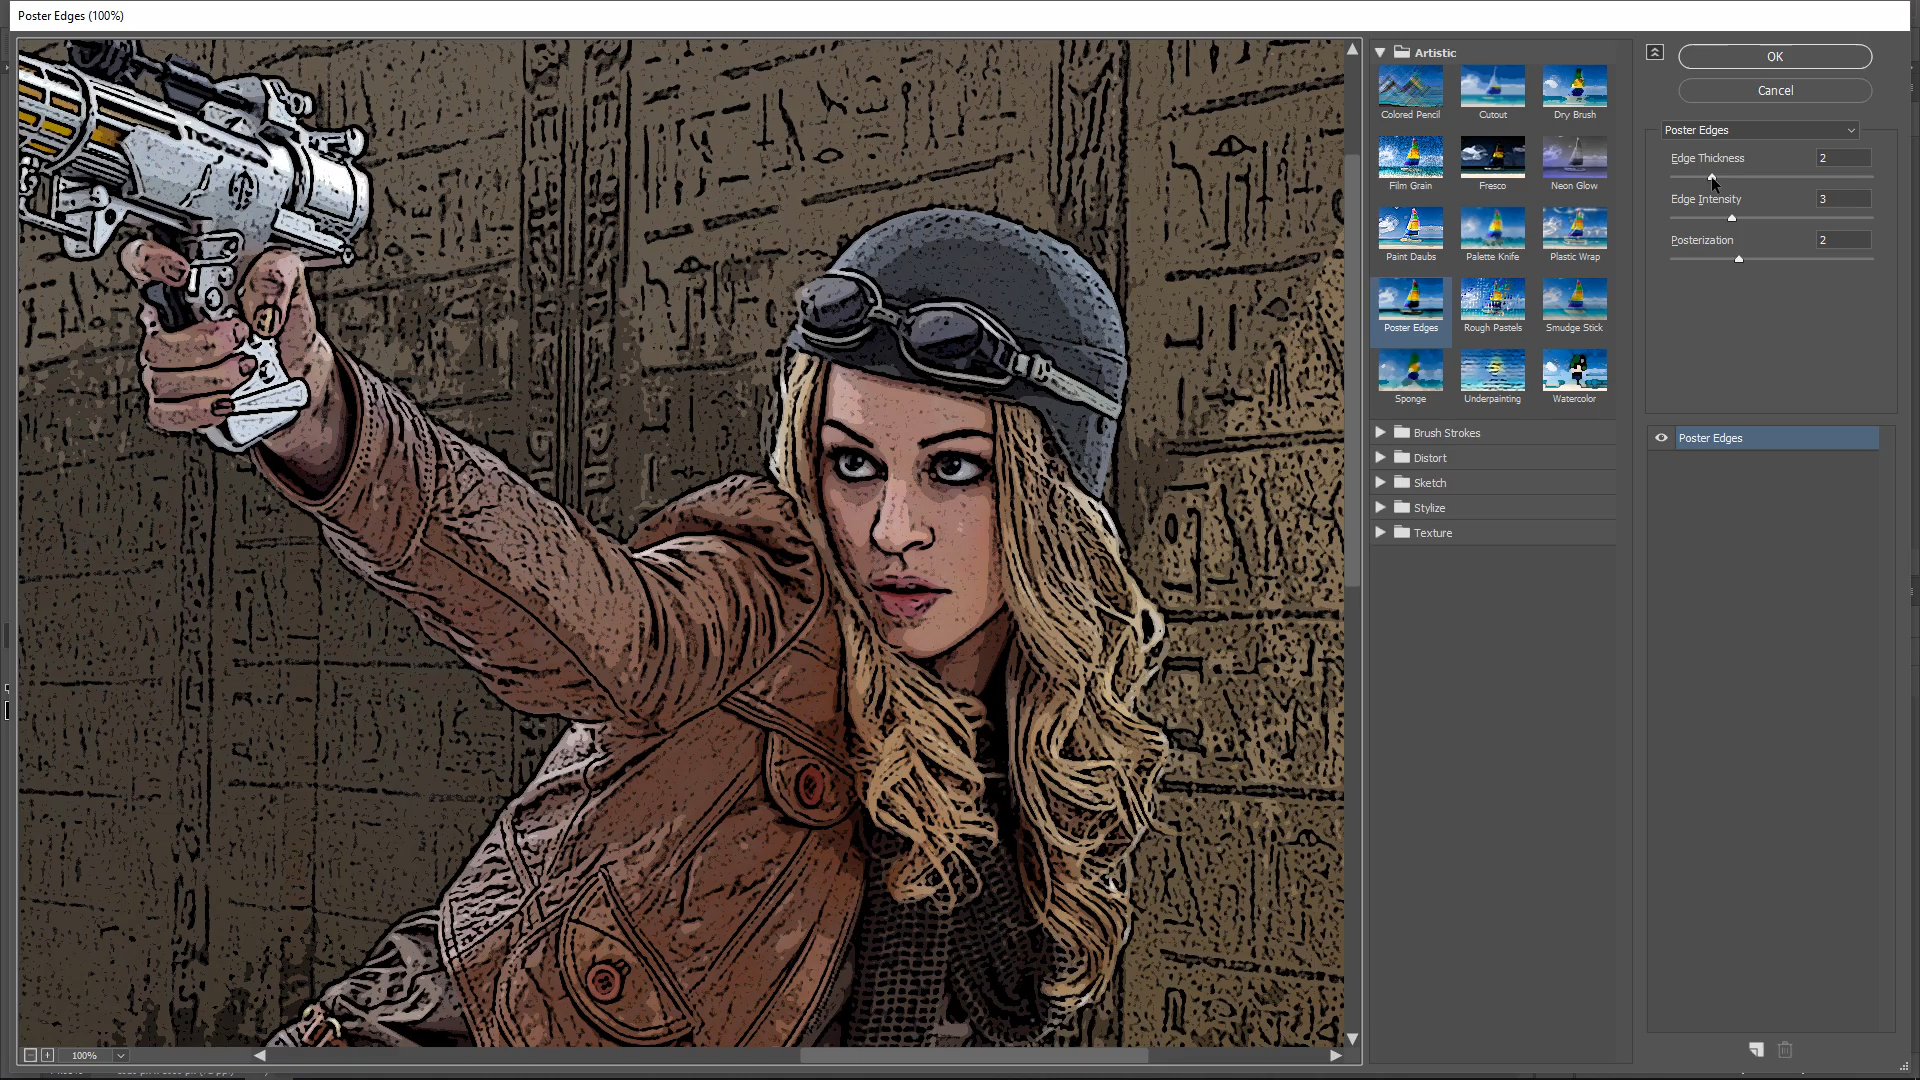 Poster Edges (100%)
Artistic
Colored Pencil
Cutout
Dry Brush
Film Grain
Fresco
Neon Glow
Paint Daubs
Palette Knife
Plastic Wrap
Poster Edges
Rough Pastels
Smudge Stick
Sponge
Underpainting
Watercolor
Brush Strokes
Distort
Sketch
Stylize
Texture
OK
Cancel
Poster Edges
Edge Thickness 2
Edge Intensity 3
Posterization 2
Poster Edges
100%